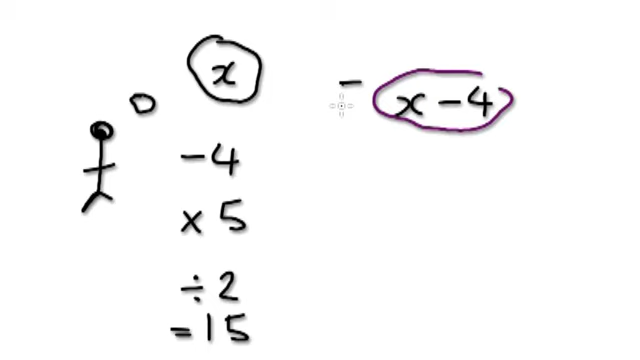 x
- x - 4
- 4
× 5
÷ 2
= 15